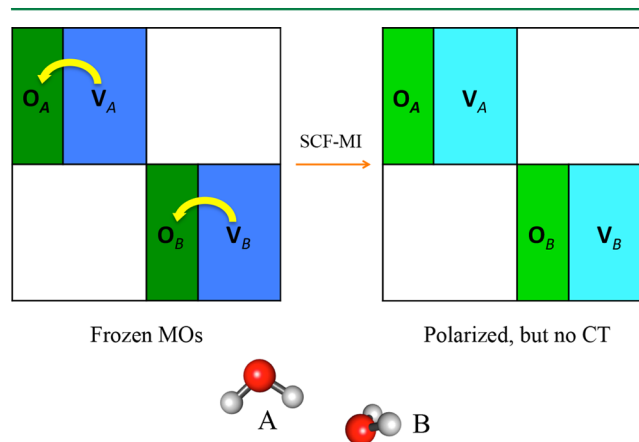 O_A V_A O_A V_A
SCF-MI
O_B V_B O_B V_B
Frozen MOs Polarized, but no CT
A B